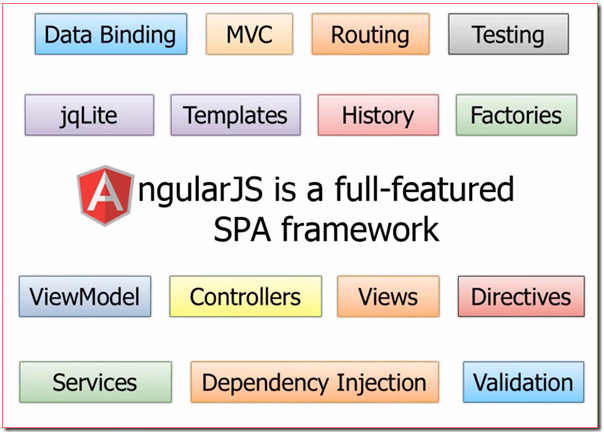 Data Binding MVC Routing Testing
jqLite Templates History Factories
AngularJS is a full-featured
SPA framework
ViewModel Controllers Views Directives
Services Dependency Injection Validation